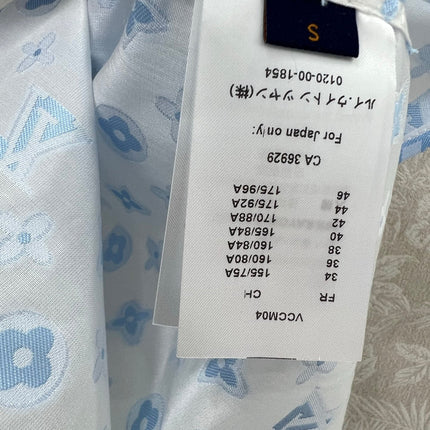 VCCM04
FR CH
34 155/75A
36 160/80A
38 160/84A
40 165/84A
42 170/88A
44 175/92A
46 175/96A
CA 36929
For Japan only:
ルイ.ヴィトン ジャパン(株)
0120-00-1854
S